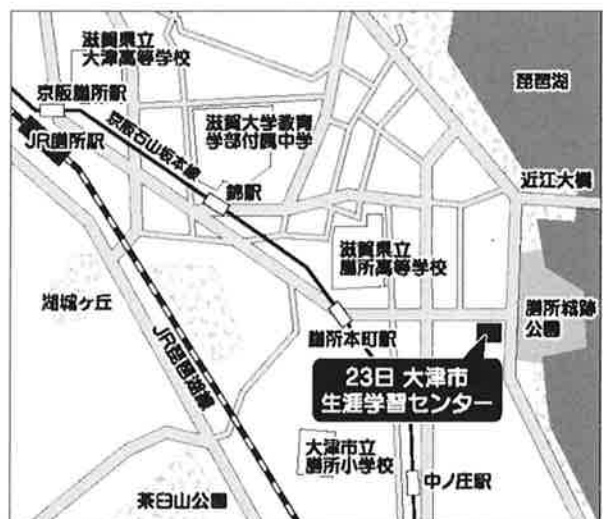 滋賀県立
大津高等学校
琵琶湖
京阪膳所駅
京阪石山坂本線
滋賀大学教育
学部付属中学
JR膳所駅
錦駅
近江大橋
滋賀県立
膳所高等学校
湖城ヶ丘
JR琵琶湖線
膳所本町駅
膳所城跡
公園
23日 大津市
生涯学習センター
大津市立
膳所小学校
中ノ庄駅
茶臼山公園